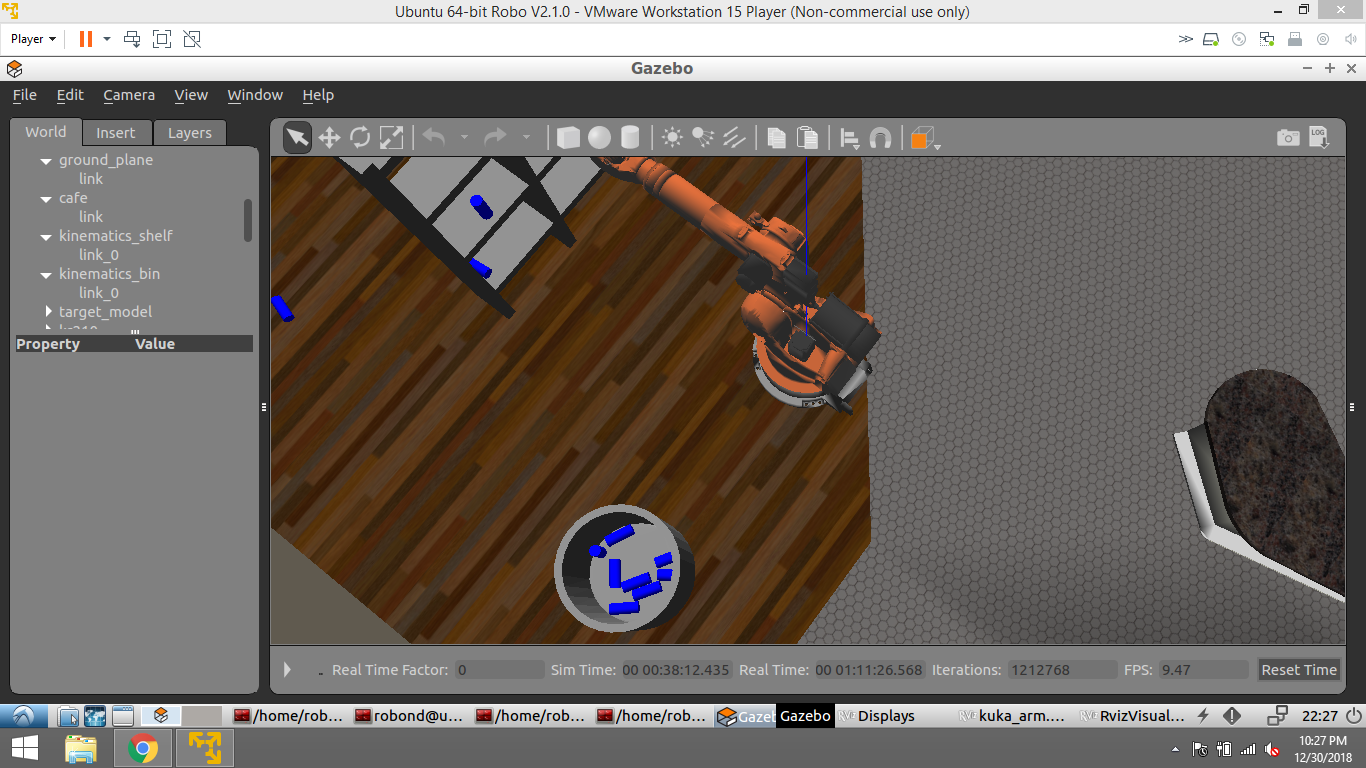 Ubuntu 64-bit Robo V2.1.0 - VMware Workstation 15 Player (Non-commercial use only)
Player
Gazebo
File Edit Camera View Window Help
World Insert Layers
ground_plane
link
cafe
link
kinematics_shelf
link_0
kinematics_bin
link_0
target_model
Property Value
LOG
Real Time Factor: 0 Sim Time: 00 00:38:12.435 Real Time: 00 01:11:26.568 Iterations: 1212768 FPS: 9.47 Reset Time
/home/rob... robond@u... /home/rob... /home/rob... Gazeb Gazebo Displays kuka_arm.... RvizVisual... 22:27
10:27 PM
12/30/2018